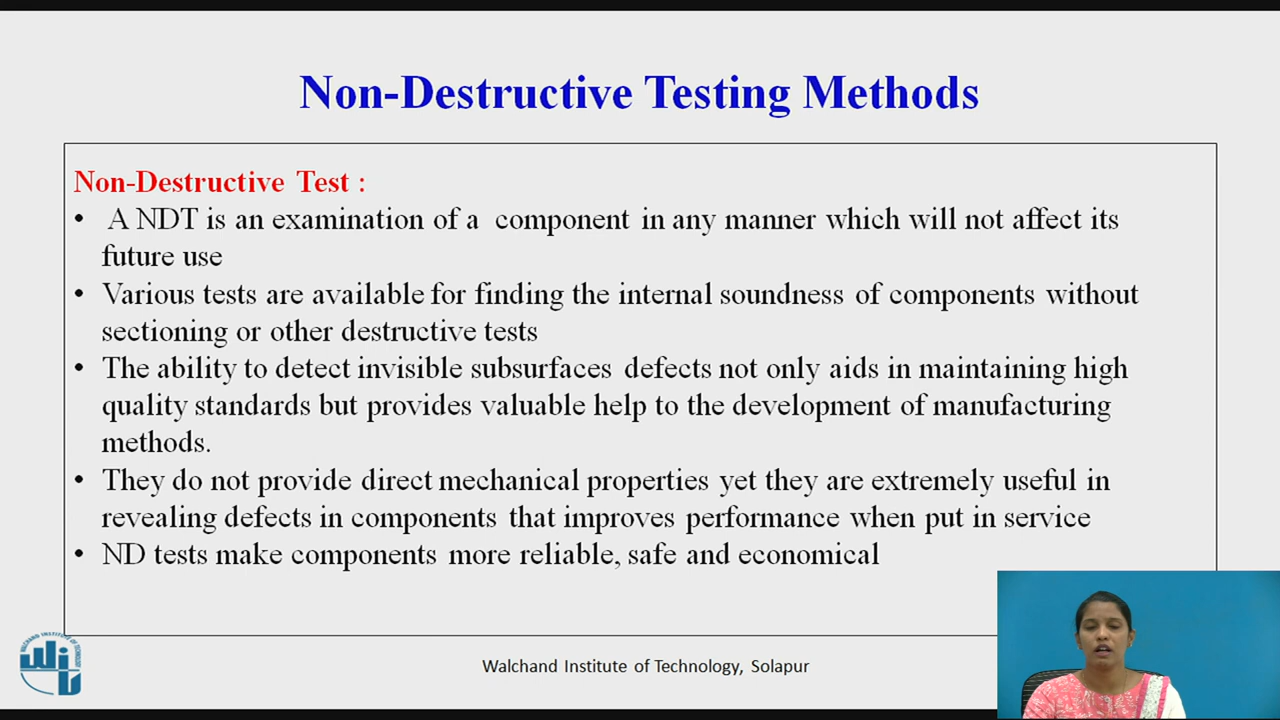 Non-Destructive Testing Methods
Non-Destructive Test :
• A NDT is an examination of a component in any manner which will not affect its
future use
• Various tests are available for finding the internal soundness of components without
sectioning or other destructive tests
• The ability to detect invisible subsurfaces defects not only aids in maintaining high
quality standards but provides valuable help to the development of manufacturing
methods.
• They do not provide direct mechanical properties yet they are extremely useful in
revealing defects in components that improves performance when put in service
• ND tests make components more reliable, safe and economical
WALCHAND INSTITUTE OF TECHNOLOGY
WIT
Walchand Institute of Technology, Solapur